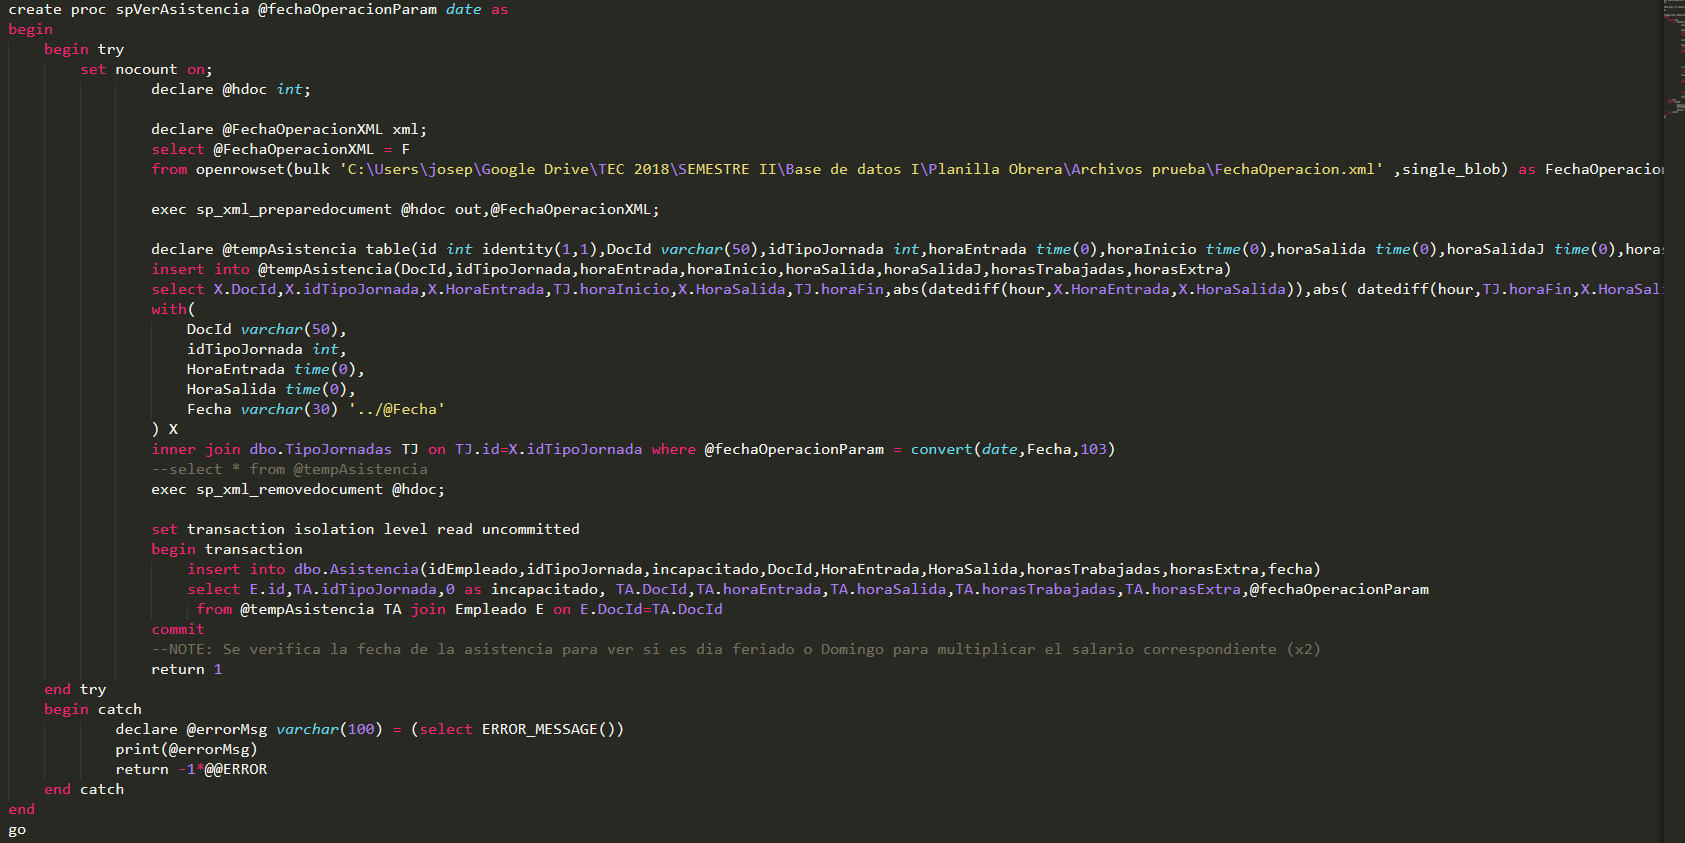 create proc spVerAsistencia @fechaOperacionParam date as
begin
begin try
set nocount on;
declare @hdoc int;
declare @FechaOperacionXML xml;
select @FechaOperacionXML = F
from openrowset(bulk 'C:\Users\josep\Google Drive\TEC 2018\SEMESTRE II\Base de datos I\Planilla Obrera\Archivos prueba\FechaOperacion.xml' ,single_blob) as FechaOperacion
exec sp_xml_preparedocument @hdoc out,@FechaOperacionXML;
declare @tempAsistencia table(id int identity(1,1),DocId varchar(50),idTipoJornada int,horaEntrada time(0),horaInicio time(0),horaSalida time(0),horaSalidaJ time(0),horas
insert into @tempAsistencia(DocId,idTipoJornada,horaEntrada,horaInicio,horaSalida,horaSalidaJ,horasTrabajadas,horasExtra)
select X.DocId,X.idTipoJornada,X.HoraEntrada,TJ.horaInicio,X.HoraSalida,TJ.horaFin,abs(datediff(hour,X.HoraEntrada,X.HoraSalida)),abs( datediff(hour,TJ.horaFin,X.HoraSal
with(
DocId varchar(50),
idTipoJornada int,
HoraEntrada time(0),
HoraSalida time(0),
Fecha varchar(30) '../@Fecha'
) X
inner join dbo.TipoJornadas TJ on TJ.id=X.idTipoJornada where @fechaOperacionParam = convert(date,Fecha,103)
--select * from @tempAsistencia
exec sp_xml_removedocument @hdoc;
set transaction isolation level read uncommitted
begin transaction
insert into dbo.Asistencia(idEmpleado,idTipoJornada,incapacitado,DocId,HoraEntrada,HoraSalida,horasTrabajadas,horasExtra,fecha)
select E.id,TA.idTipoJornada,0 as incapacitado, TA.DocId,TA.horaEntrada,TA.horaSalida,TA.horasTrabajadas,TA.horasExtra,@fechaOperacionParam
from @tempAsistencia TA join Empleado E on E.DocId=TA.DocId
commit
--NOTE: Se verifica la fecha de la asistencia para ver si es dia feriado o Domingo para multiplicar el salario correspondiente (x2)
return 1
end try
begin catch
declare @errorMsg varchar(100) = (select ERROR_MESSAGE())
print(@errorMsg)
return -1*@@ERROR
end catch
end
go